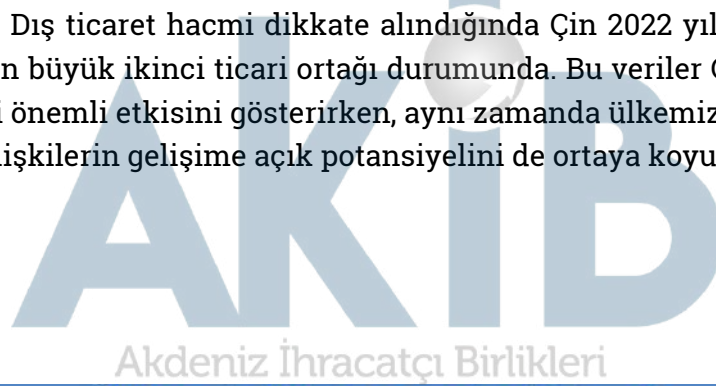 Dış ticaret hacmi dikkate alındığında Çin 2022 yıl
n büyük ikinci ticari ortağı durumunda. Bu veriler
i önemli etkisini gösterirken, aynı zamanda ülkemiz
lişkilerin gelişime açık potansiyelini de ortaya koyu
AKİB
Akdeniz İhracatçı Birlikleri